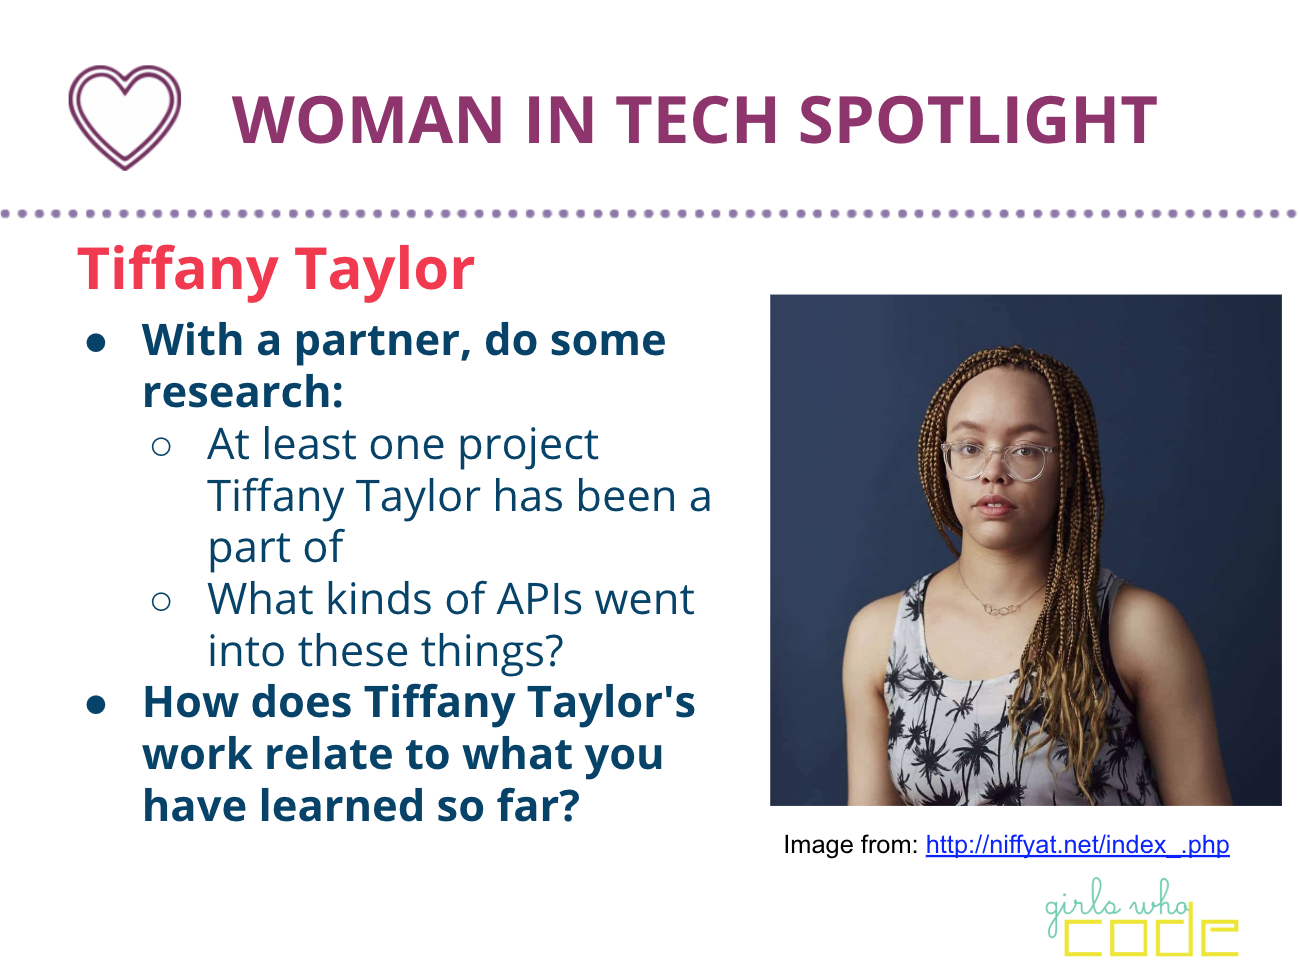 WOMAN IN TECH SPOTLIGHT
Tiffany Taylor
● With a partner, do some
research:
○ At least one project
Tiffany Taylor has been a
part of
○ What kinds of APIs went
into these things?
● How does Tiffany Taylor's
work relate to what you
have learned so far?
Image from: http://niffyat.net/index_.php
girls who
code